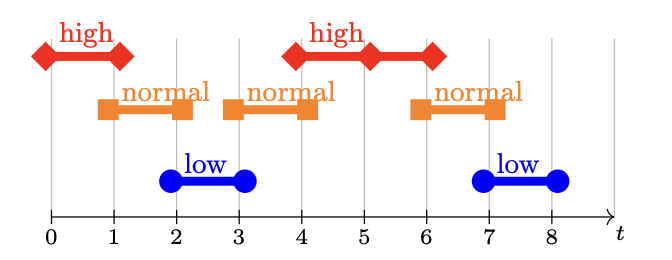 high high
normal normal normal
low low
0 1 2 3 4 5 6 7 8 t